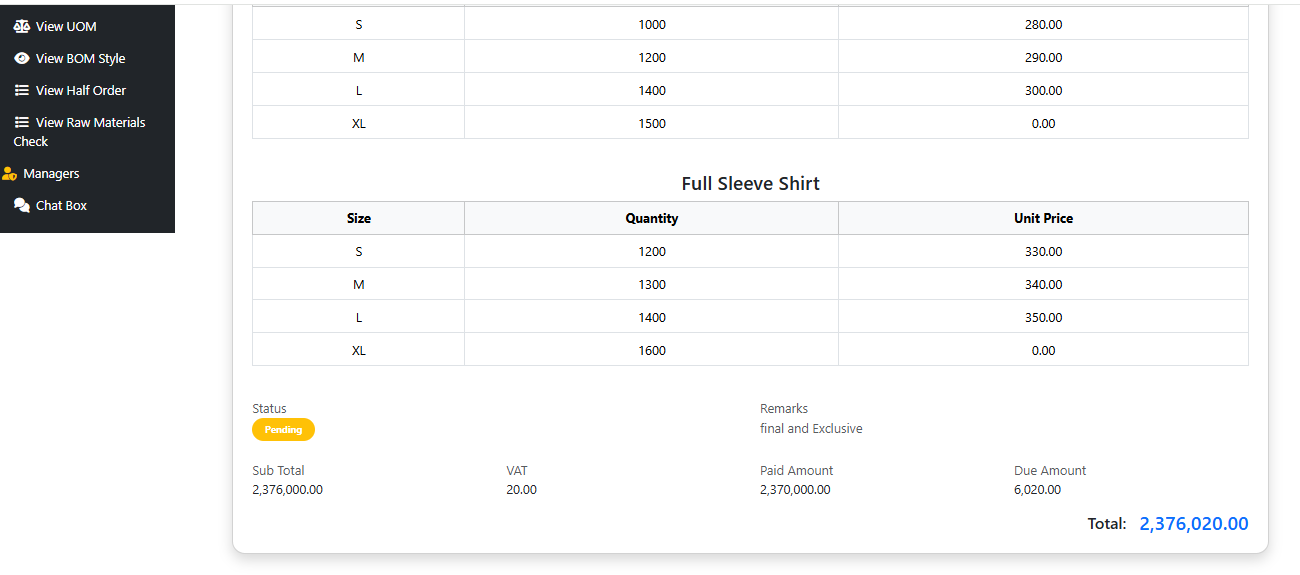 View UOM
View BOM Style
View Half Order
View Raw Materials
Check
Managers
Chat Box
S 1000 280.00
M 1200 290.00
L 1400 300.00
XL 1500 0.00
Full Sleeve Shirt
Size Quantity Unit Price
S 1200 330.00
M 1300 340.00
L 1400 350.00
XL 1600 0.00
Status Remarks
Pending final and Exclusive
Sub Total VAT Paid Amount Due Amount
2,376,000.00 20.00 2,370,000.00 6,020.00
Total: 2,376,020.00